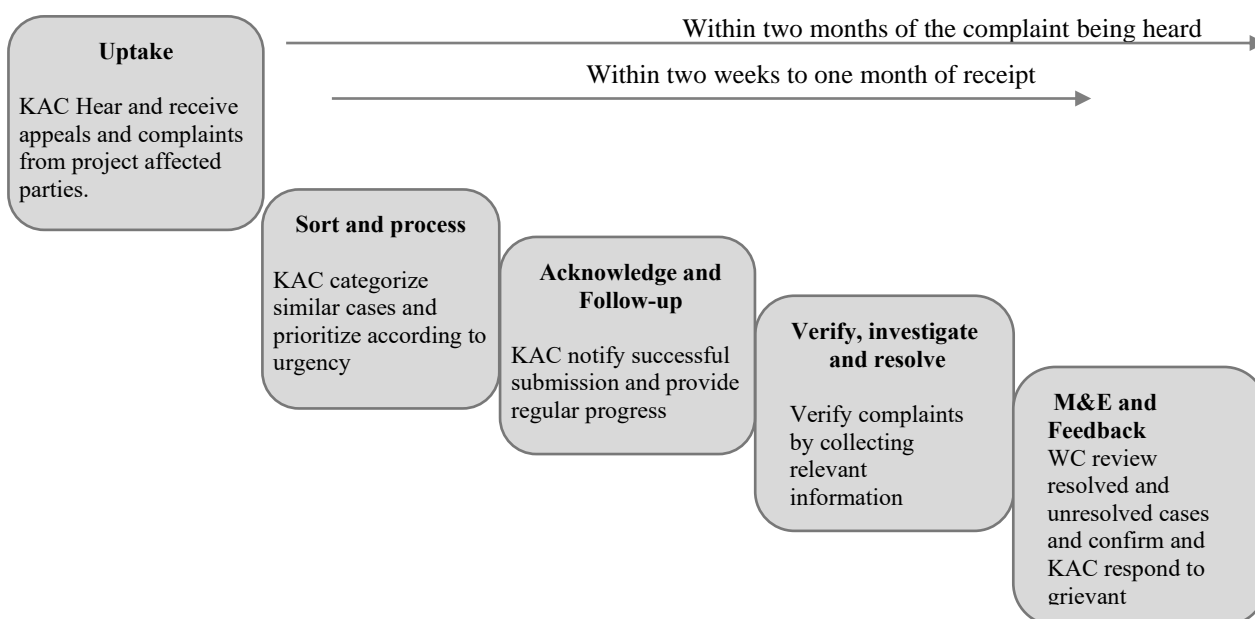 Within two months of the complaint being heard
Within two weeks to one month of receipt
Uptake
KAC Hear and receive
appeals and complaints
from project affected
parties.
Sort and process
KAC categorize
similar cases and
prioritize according to
urgency
Acknowledge and
Follow-up
KAC notify successful
submission and provide
regular progress
Verify, investigate
and resolve
Verify complaints
by collecting
relevant
information
M&E and
Feedback
WC review
resolved and
unresolved cases
and confirm and
KAC respond to
grievant